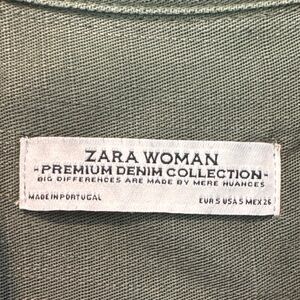 ZARA WOMAN
-PREMIUM DENIM COLLECTION-
BIG DIFFERENCES ARE MADE BY MERE NUANCES
MADE IN PORTUGAL EUR S USA S MEX 26